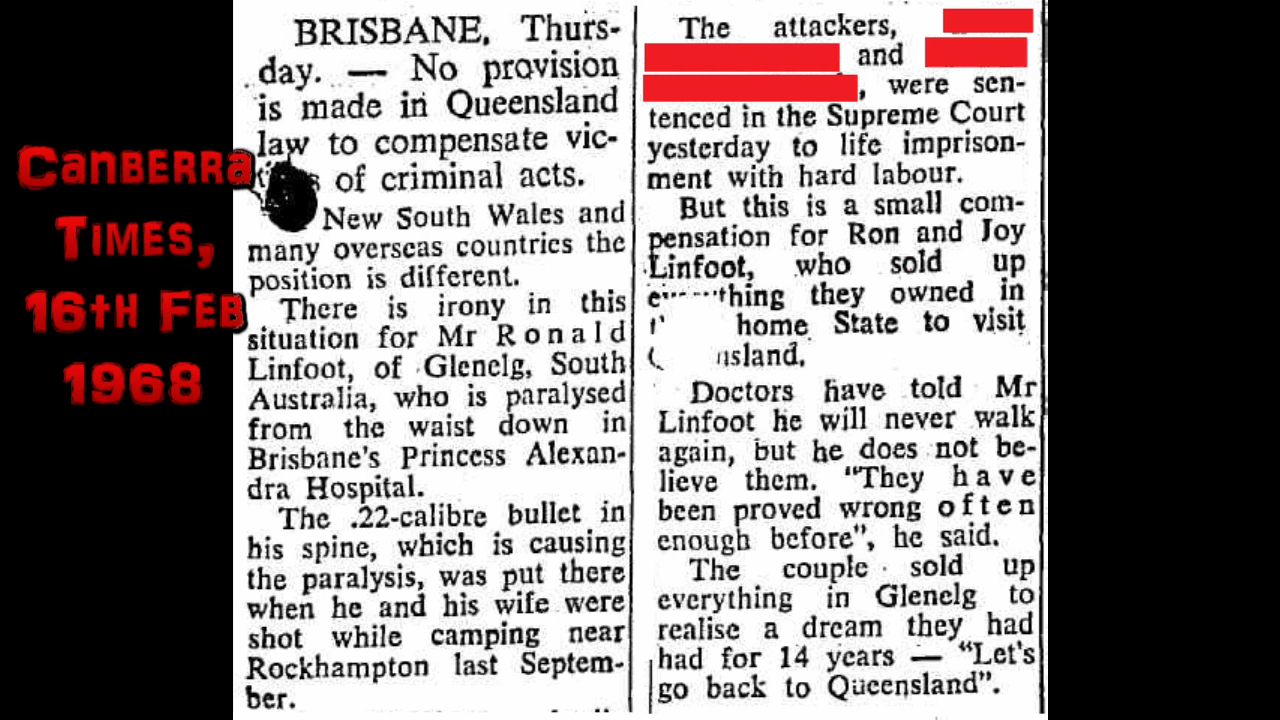 Canberra
Times,
16th Feb
1968
BRISBANE, Thurs-
day. — No provision
is made in Queensland
law to compensate vic-
of criminal acts.
New South Wales and
many overseas countries the
position is different.
There is irony in this
situation for Mr Ronald
Linfoot, of Glenelg, South
Australia, who is paralysed
from the waist down in
Brisbane's Princess Alexan-
dra Hospital.
The .22-calibre bullet in
his spine, which is causing
the paralysis, was put there
when he and his wife were
shot while camping near
Rockhampton last Septem-
ber.
The attackers,
and
, were sen-
tenced in the Supreme Court
yesterday to life imprison-
ment with hard labour.
But this is a small com-
pensation for Ron and Joy
Linfoot, who sold up
they owned in
home State to visit
Doctors have told Mr
Linfoot he will never walk
again, but he does not be-
lieve them. "They have
been proved wrong often
enough before", he said.
The couple sold up
everything in Glenelg to
realise a dream they had
had for 14 years — "Let's
go back to Queensland".